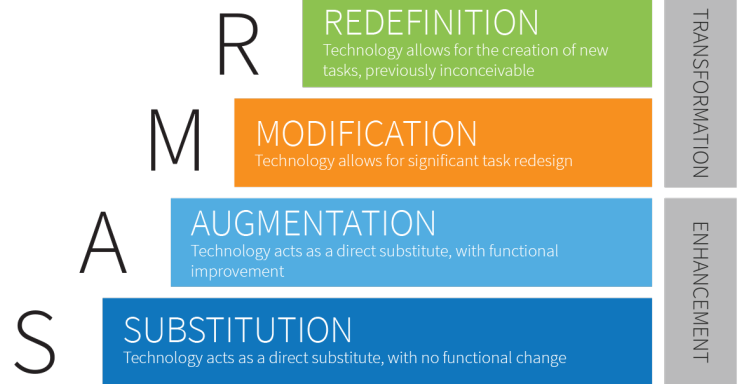 R
REDEFINITION
Technology allows for the creation of new
tasks, previously inconceivable
M
MODIFICATION
Technology allows for significant task redesign
TRANSFORMATION
A
AUGMENTATION
Technology acts as a direct substitute, with functional
improvement
S
SUBSTITUTION
Technology acts as a direct substitute, with no functional change
ENHANCEMENT